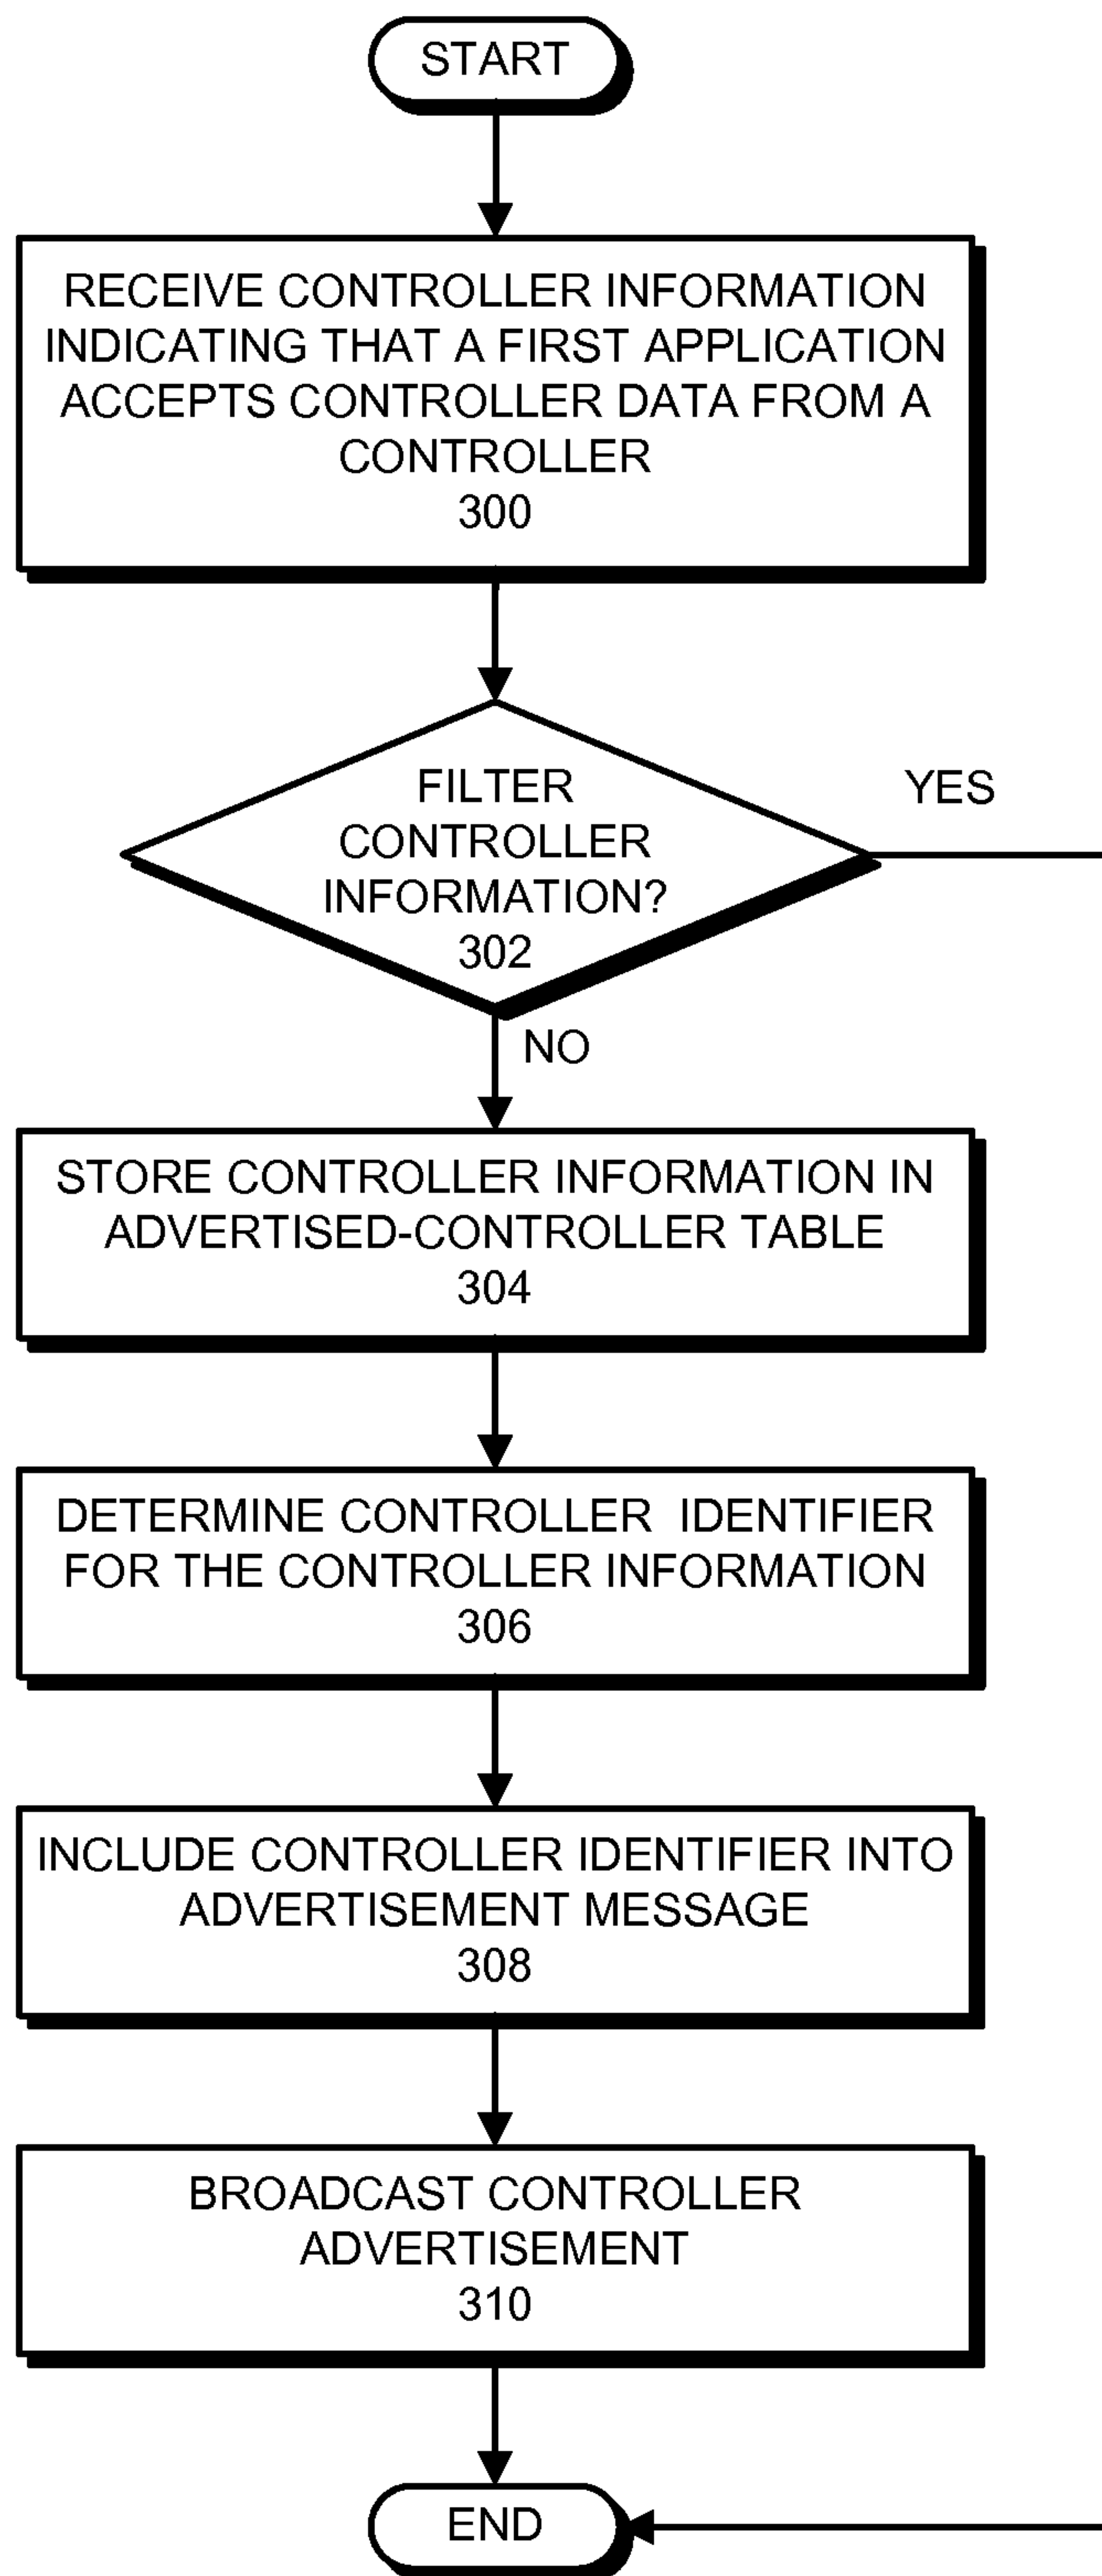 START
RECEIVE CONTROLLER INFORMATION
INDICATING THAT A FIRST APPLICATION
ACCEPTS CONTROLLER DATA FROM A
CONTROLLER
300
FILTER
CONTROLLER
INFORMATION?
302
YES
NO
STORE CONTROLLER INFORMATION IN
ADVERTISED-CONTROLLER TABLE
304
DETERMINE CONTROLLER IDENTIFIER
FOR THE CONTROLLER INFORMATION
306
INCLUDE CONTROLLER IDENTIFIER INTO
ADVERTISEMENT MESSAGE
308
BROADCAST CONTROLLER
ADVERTISEMENT
310
END